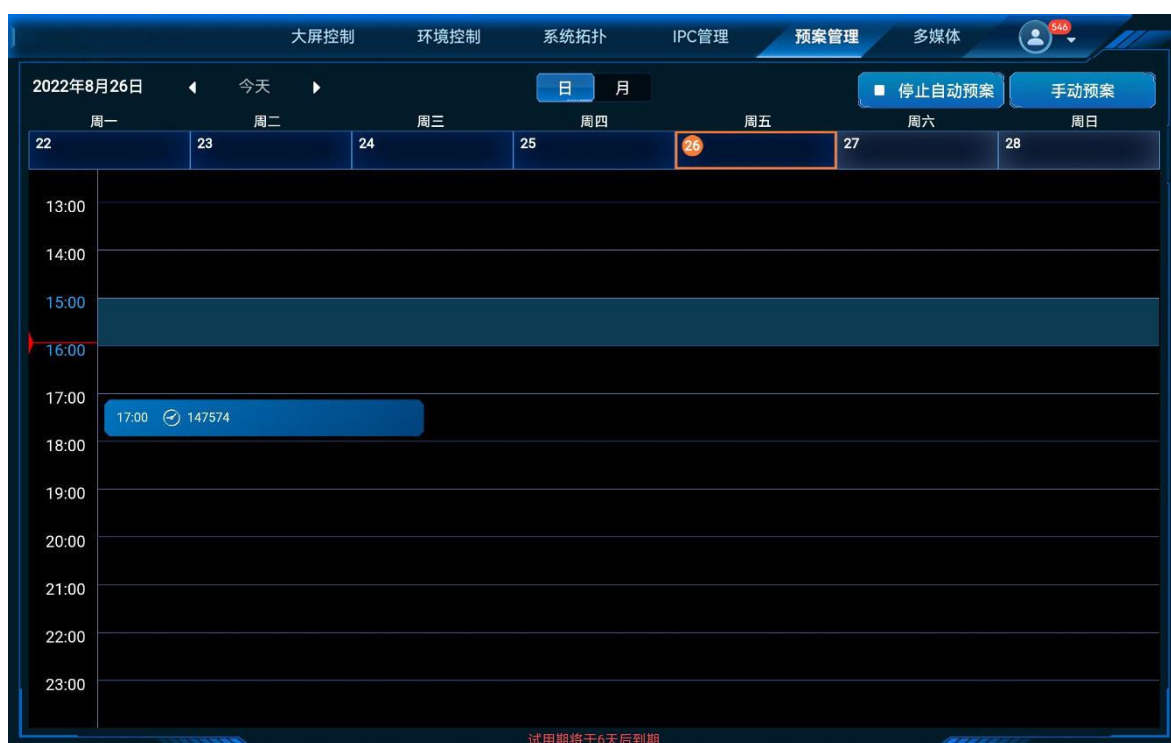 大屏控制 环境控制 系统拓扑 IPC管理 预案管理 多媒体 546
2022年8月26日 今天 日 月 停止自动预案 手动预案
周一 周二 周三 周四 周五 周六 周日
22 23 24 25 26 27 28
13:00
14:00
15:00
16:00
17:00
17:00 147574
18:00
19:00
20:00
21:00
22:00
23:00
试用期将于6天后到期